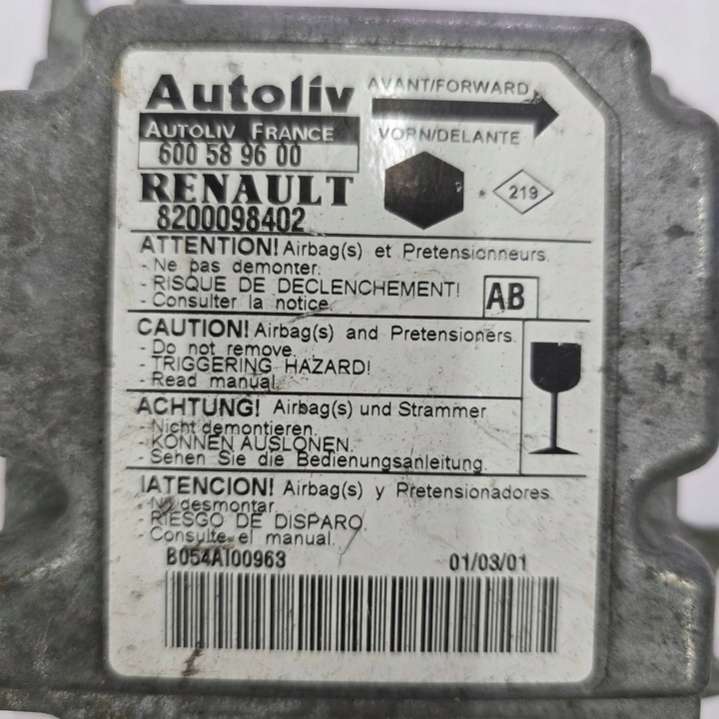 Autoliv
AVANT/FORWARD
AUTOLIV FRANCE
VORN/DELANTE
600 58 96 00
RENAULT
219
8200098402
ATTENTION! Airbag(s) et Pretensionneurs.
- Ne pas demonter.
- RISQUE DE DECLENCHEMENT!
- Consulter la notice.
AB
CAUTION! Airbag(s) and Pretensioners.
- Do not remove.
- TRIGGERING HAZARD!
- Read manual.
ACHTUNG! Airbag(s) und Strammer
- Nicht demontieren.
- KONNEN AUSLONEN.
- Sehen Sie die Bedienungsanleitung.
IATENCION! Airbag(s) y Pretensionadores.
- No desmontar
- RIESGO DE DISPARO.
- Consulte el manual.
B054A100963
01/03/01